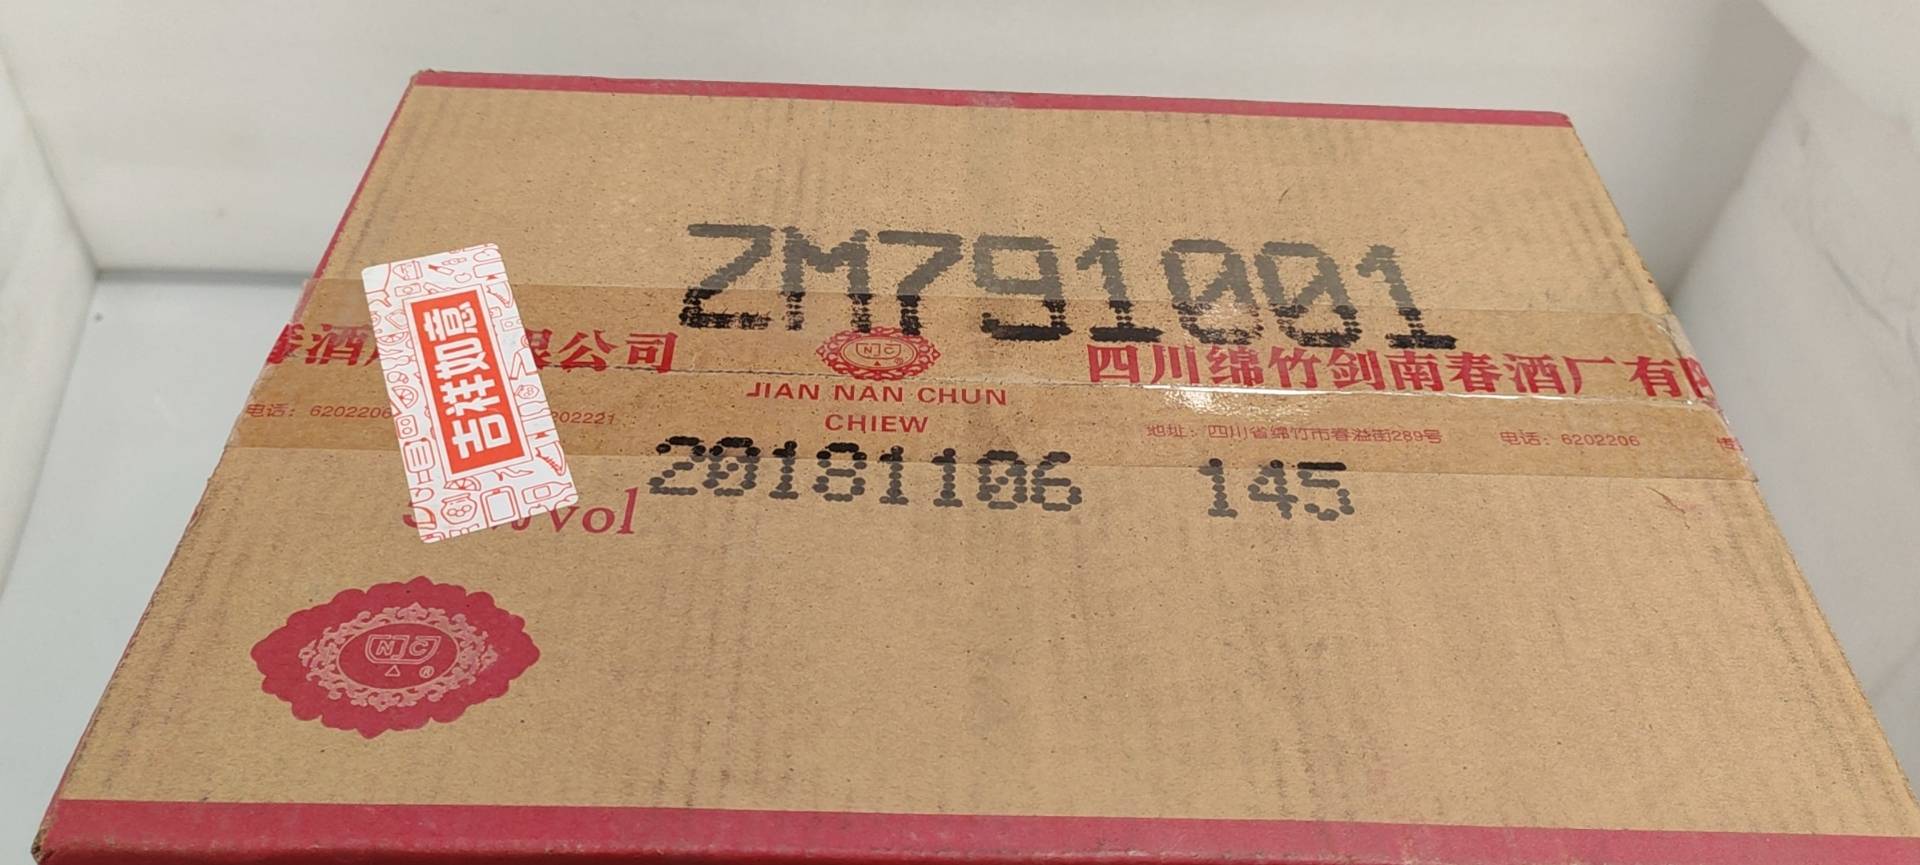 ZM791001
春酒厂
限公司
NJC
四川绵竹剑南春酒厂有限
吉祥如意
JIAN NAN CHUN
CHIEW
电话：6202206
202221
地址：四川省绵竹市春溢街289号
电话：6202206
20181106 145
vol
NJC
®